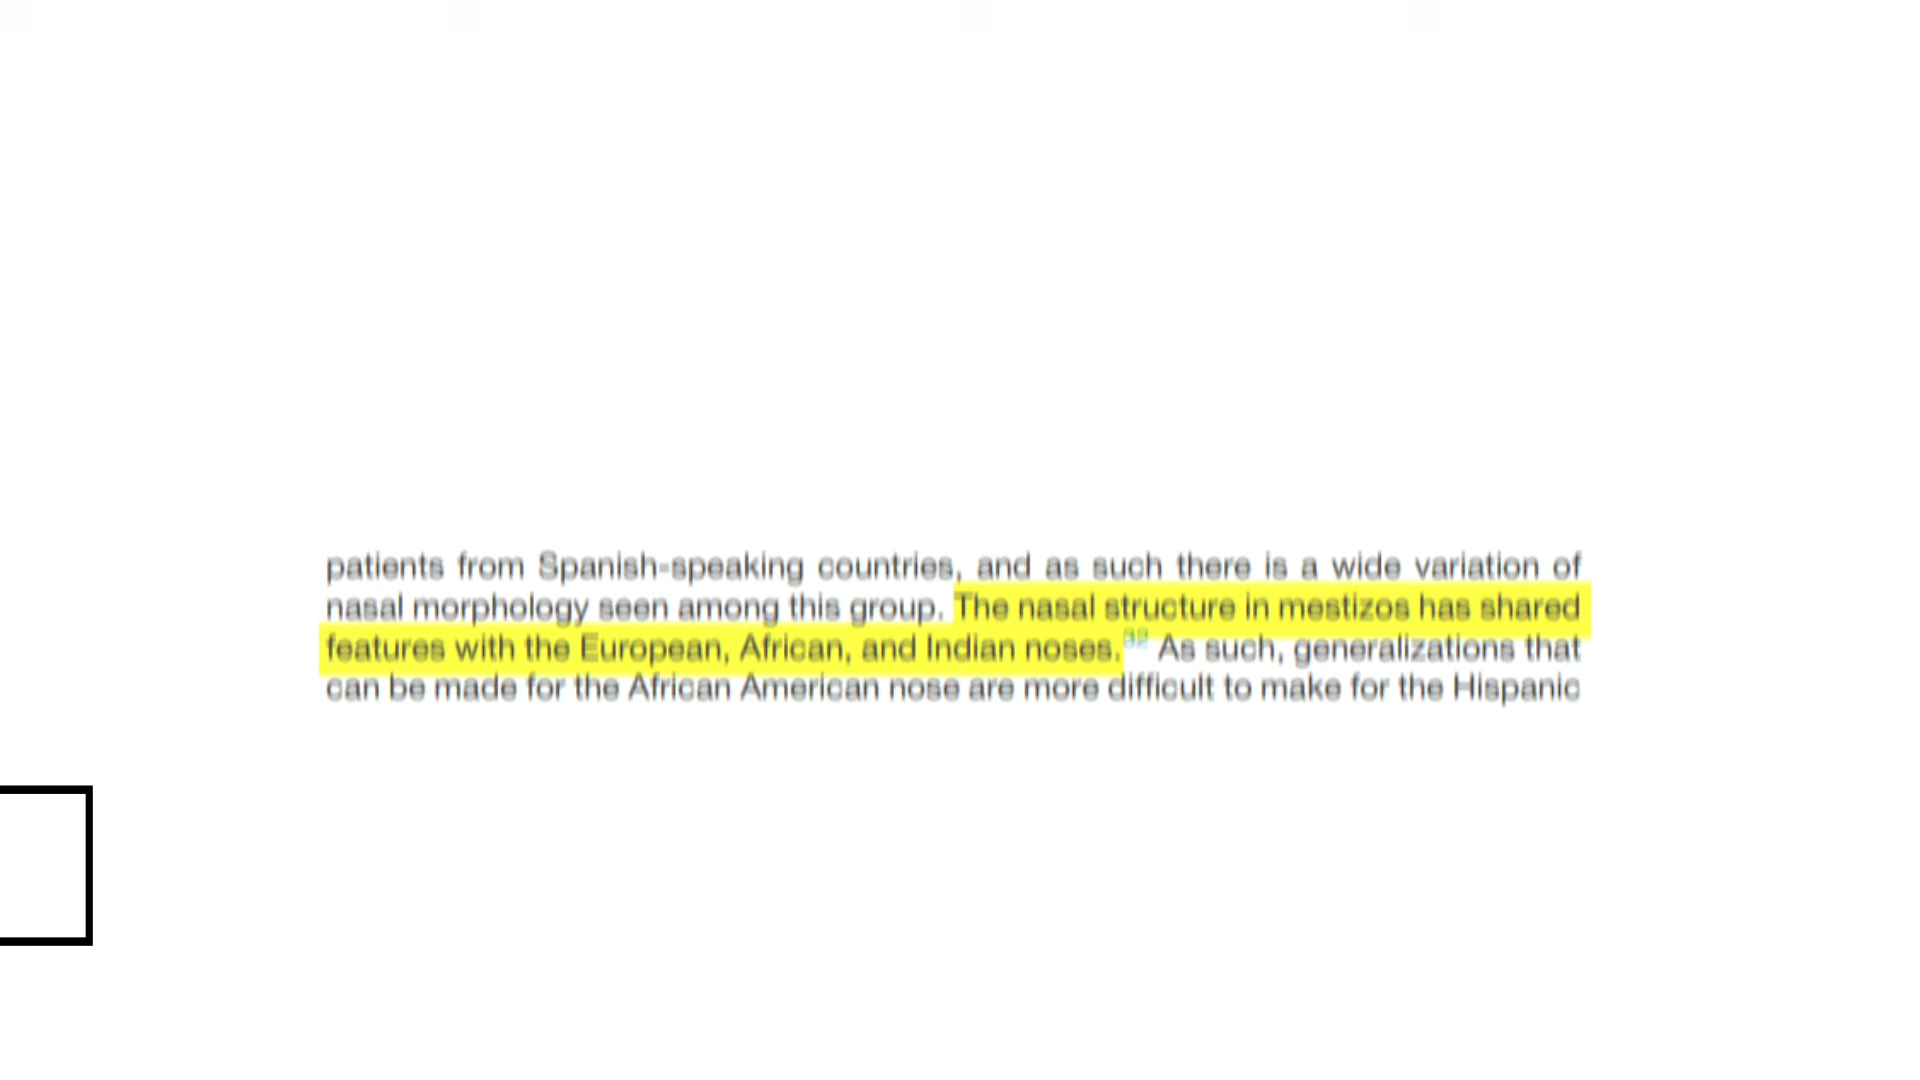 patients from Spanish-speaking countries, and as such there is a wide variation of
nasal morphology seen among this group. The nasal structure in mestizos has shared
features with the European, African, and Indian noses.32 As such, generalizations that
can be made for the African American nose are more difficult to make for the Hispanic